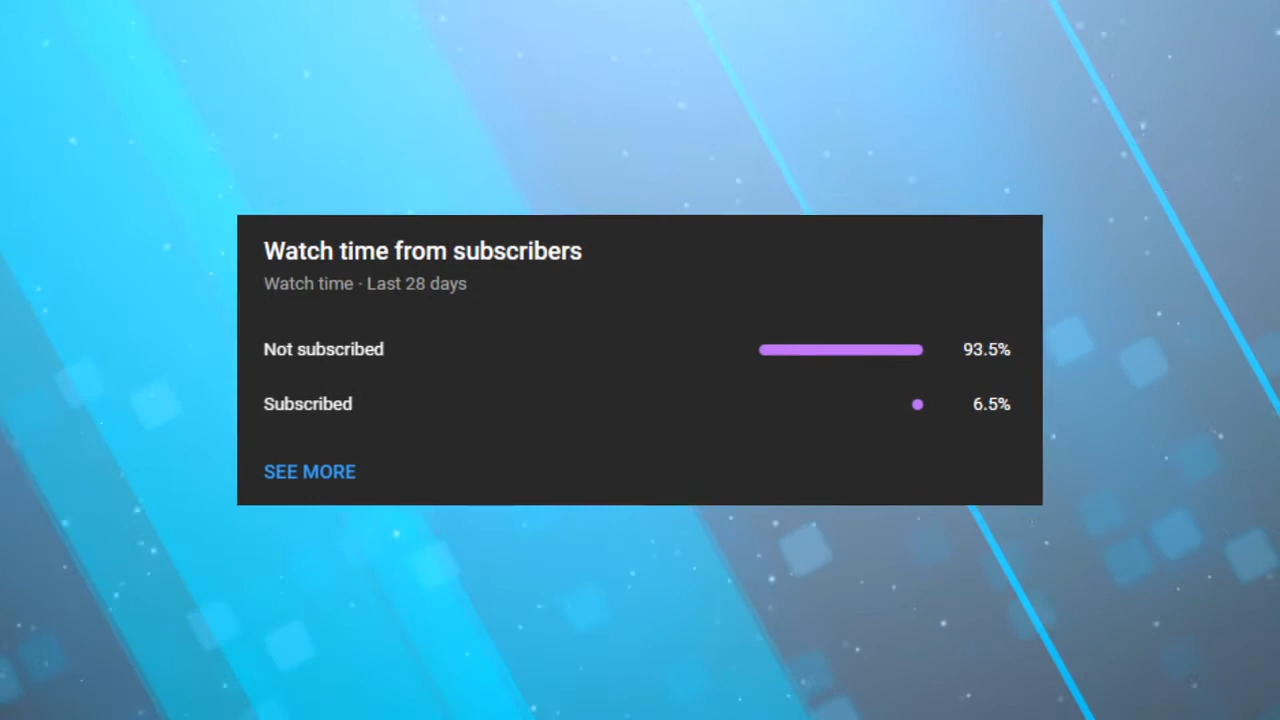 Watch time from subscribers
Watch time · Last 28 days
Not subscribed 93.5%
Subscribed 6.5%
SEE MORE